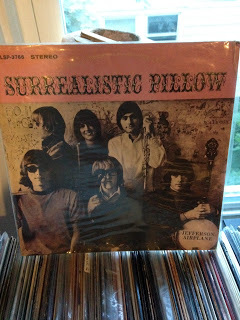 LSP-3766 STEREO
SURREALISTIC PILLOW
JEFFERSON
AIRPLANE